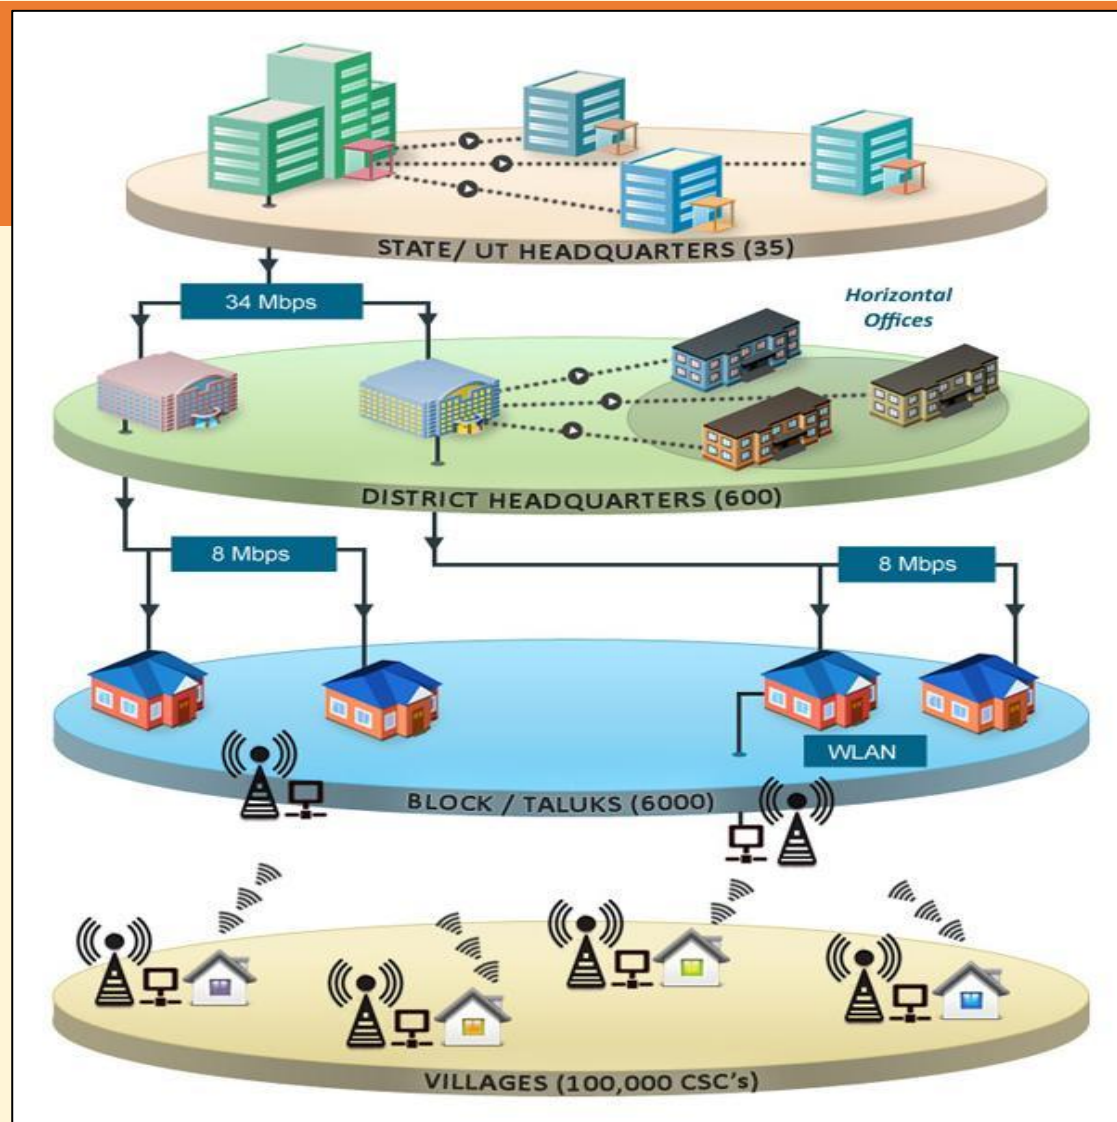 STATE/ UT HEADQUARTERS (35)
34 Mbps
Horizontal
Offices
DISTRICT HEADQUARTERS (600)
8 Mbps
8 Mbps
WLAN
BLOCK / TALUKS (6000)
VILLAGES (100,000 CSC's)